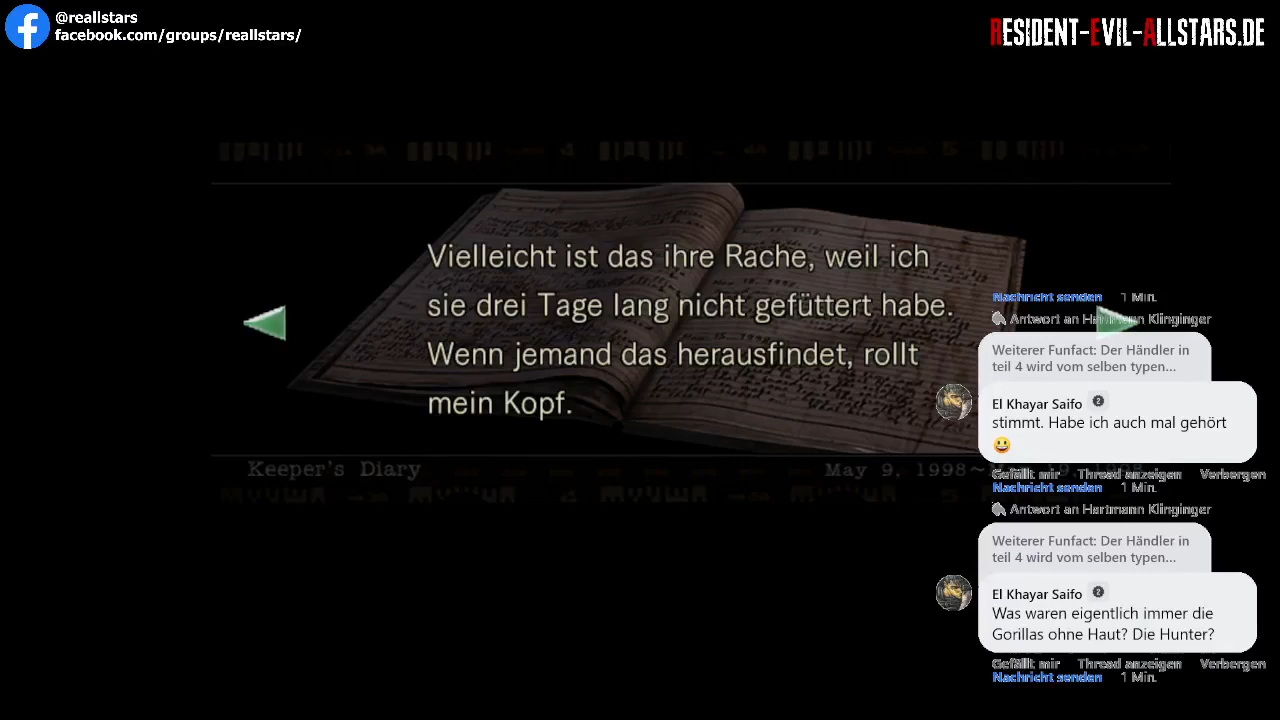 @reallstars
facebook.com/groups/reallstars/
RESIDENT-EVIL-ALLSTARS.DE
Vielleicht ist das ihre Rache, weil ich
sie drei Tage lang nicht gefüttert habe.
Wenn jemand das herausfindet, rollt
mein Kopf.
Keeper's Diary
May 9, 1998~May 19, 1998
Nachricht senden 1 Min.
Antwort an Hartmann Klinginger
Weiterer Funfact: Der Händler in
teil 4 wird vom selben typen...
El Khayar Saifo 2
stimmt. Habe ich auch mal gehört
😃
Gefällt mir Thread anzeigen Verbergen
Nachricht senden 1 Min.
Antwort an Hartmann Klinginger
Weiterer Funfact: Der Händler in
teil 4 wird vom selben typen...
El Khayar Saifo 2
Was waren eigentlich immer die
Gorillas ohne Haut? Die Hunter?
Gefällt mir Thread anzeigen Verbergen
Nachricht senden 1 Min.